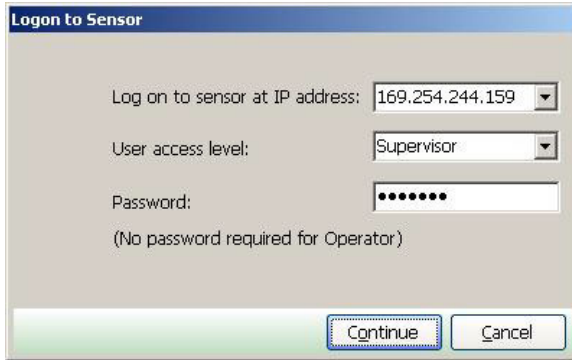 Logon to Sensor
Log on to sensor at IP address: 169.254.244.159
User access level: Supervisor
Password: •••••••
(No password required for Operator)
Continue Cancel